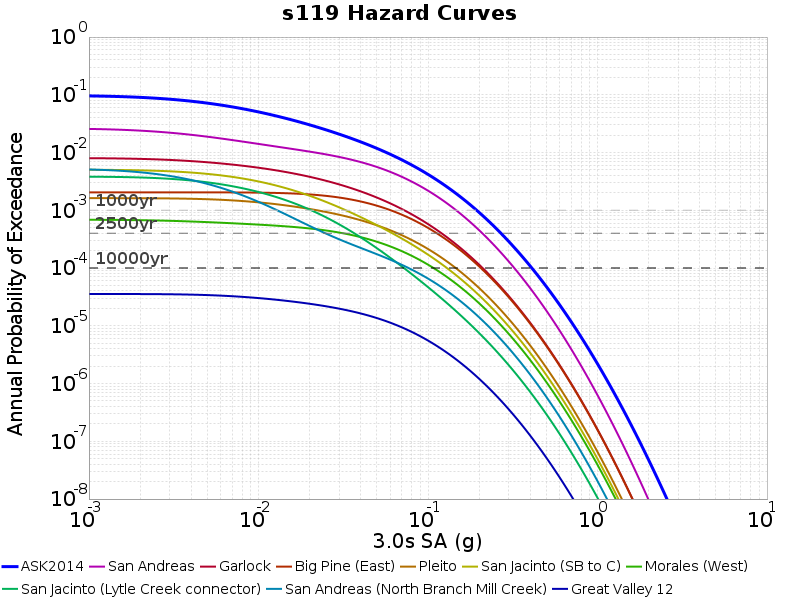 s119 Hazard Curves
Annual Probability of Exceedance
10^0
10^-1
10^-2
10^-3
10^-4
10^-5
10^-6
10^-7
10^-8
1000yr
2500yr
10000yr
10^-3 10^-2 10^-1 10^0 10^1
3.0s SA (g)
ASK2014 San Andreas Garlock Big Pine (East) Pleito San Jacinto (SB to C) Morales (West)
San Jacinto (Lytle Creek connector) San Andreas (North Branch Mill Creek) Great Valley 12